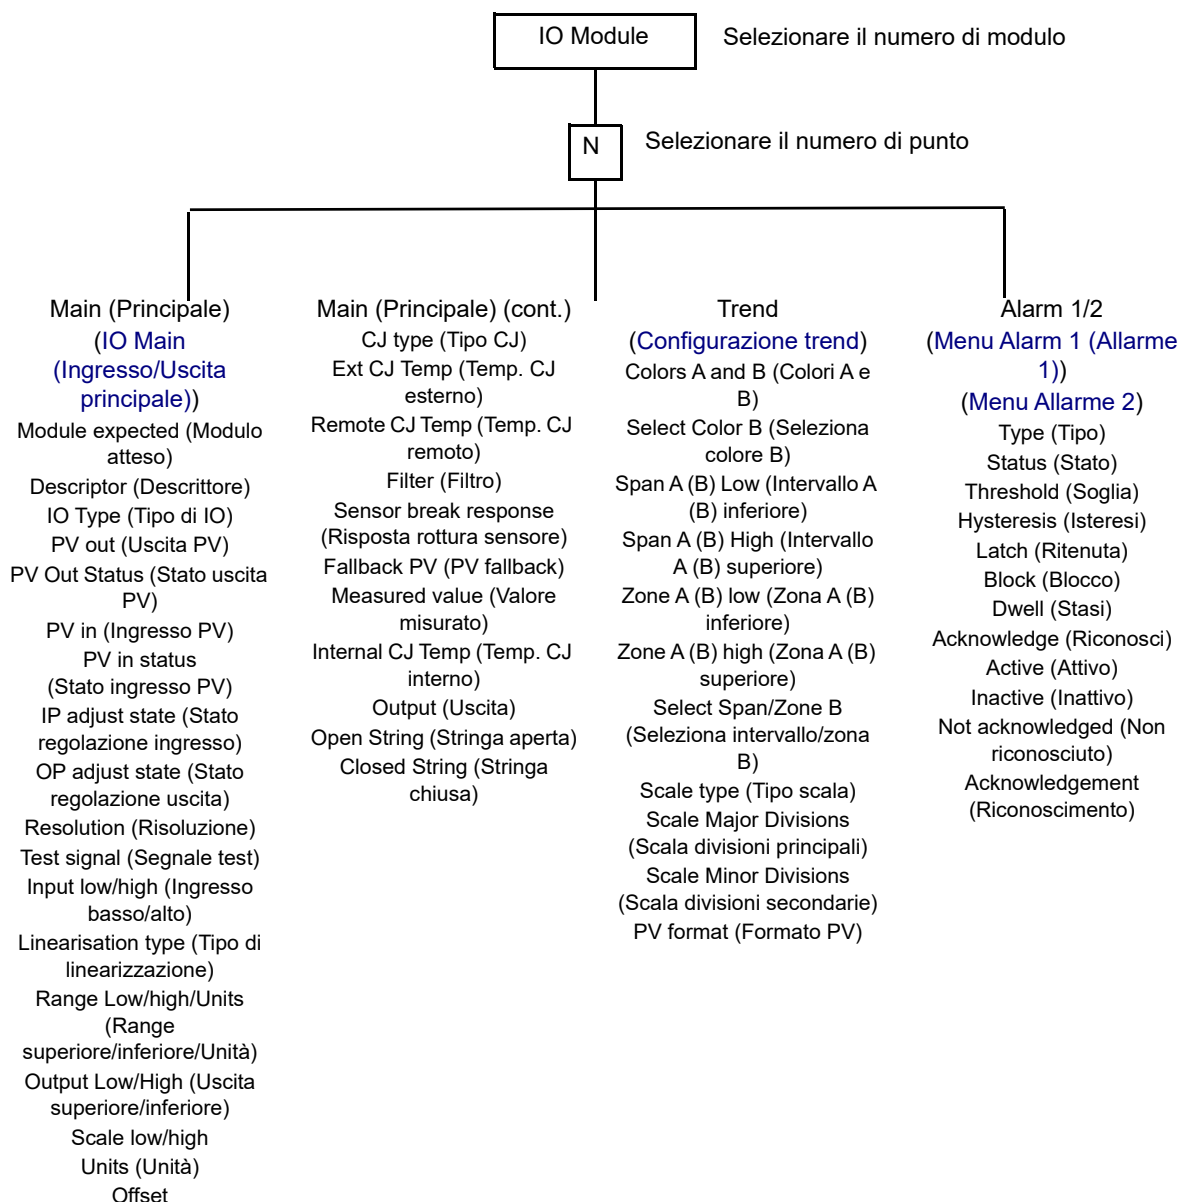 IO Module
Selezionare il numero di modulo
N
Selezionare il numero di punto
Main (Principale)
(IO Main
(Ingresso/Uscita
principale))
Module expected (Modulo
atteso)
Descriptor (Descrittore)
IO Type (Tipo di IO)
PV out (Uscita PV)
PV Out Status (Stato uscita
PV)
PV in (Ingresso PV)
PV in status
(Stato ingresso PV)
IP adjust state (Stato
regolazione ingresso)
OP adjust state (Stato
regolazione uscita)
Resolution (Risoluzione)
Test signal (Segnale test)
Input low/high (Ingresso
basso/alto)
Linearisation type (Tipo di
linearizzazione)
Range Low/high/Units
(Range
superiore/inferiore/Unità)
Output Low/High (Uscita
superiore/inferiore)
Scale low/high
Units (Unità)
Offset
Main (Principale) (cont.)
CJ type (Tipo CJ)
Ext CJ Temp (Temp. CJ
esterno)
Remote CJ Temp (Temp. CJ
remoto)
Filter (Filtro)
Sensor break response
(Risposta rottura sensore)
Fallback PV (PV fallback)
Measured value (Valore
misurato)
Internal CJ Temp (Temp. CJ
interno)
Output (Uscita)
Open String (Stringa aperta)
Closed String (Stringa
chiusa)
Trend
(Configurazione trend)
Colors A and B (Colori A e
B)
Select Color B (Seleziona
colore B)
Span A (B) Low (Intervallo A
(B) inferiore)
Span A (B) High (Intervallo
A (B) superiore)
Zone A (B) low (Zona A (B)
inferiore)
Zone A (B) high (Zona A (B)
superiore)
Select Span/Zone B
(Seleziona intervallo/zona
B)
Scale type (Tipo scala)
Scale Major Divisions
(Scala divisioni principali)
Scale Minor Divisions
(Scala divisioni secondarie)
PV format (Formato PV)
Alarm 1/2
(Menu Alarm 1 (Allarme
1))
(Menu Allarme 2)
Type (Tipo)
Status (Stato)
Threshold (Soglia)
Hysteresis (Isteresi)
Latch (Ritenuta)
Block (Blocco)
Dwell (Stasi)
Acknowledge (Riconosci)
Active (Attivo)
Inactive (Inattivo)
Not acknowledged (Non
riconosciuto)
Acknowledgement
(Riconoscimento)